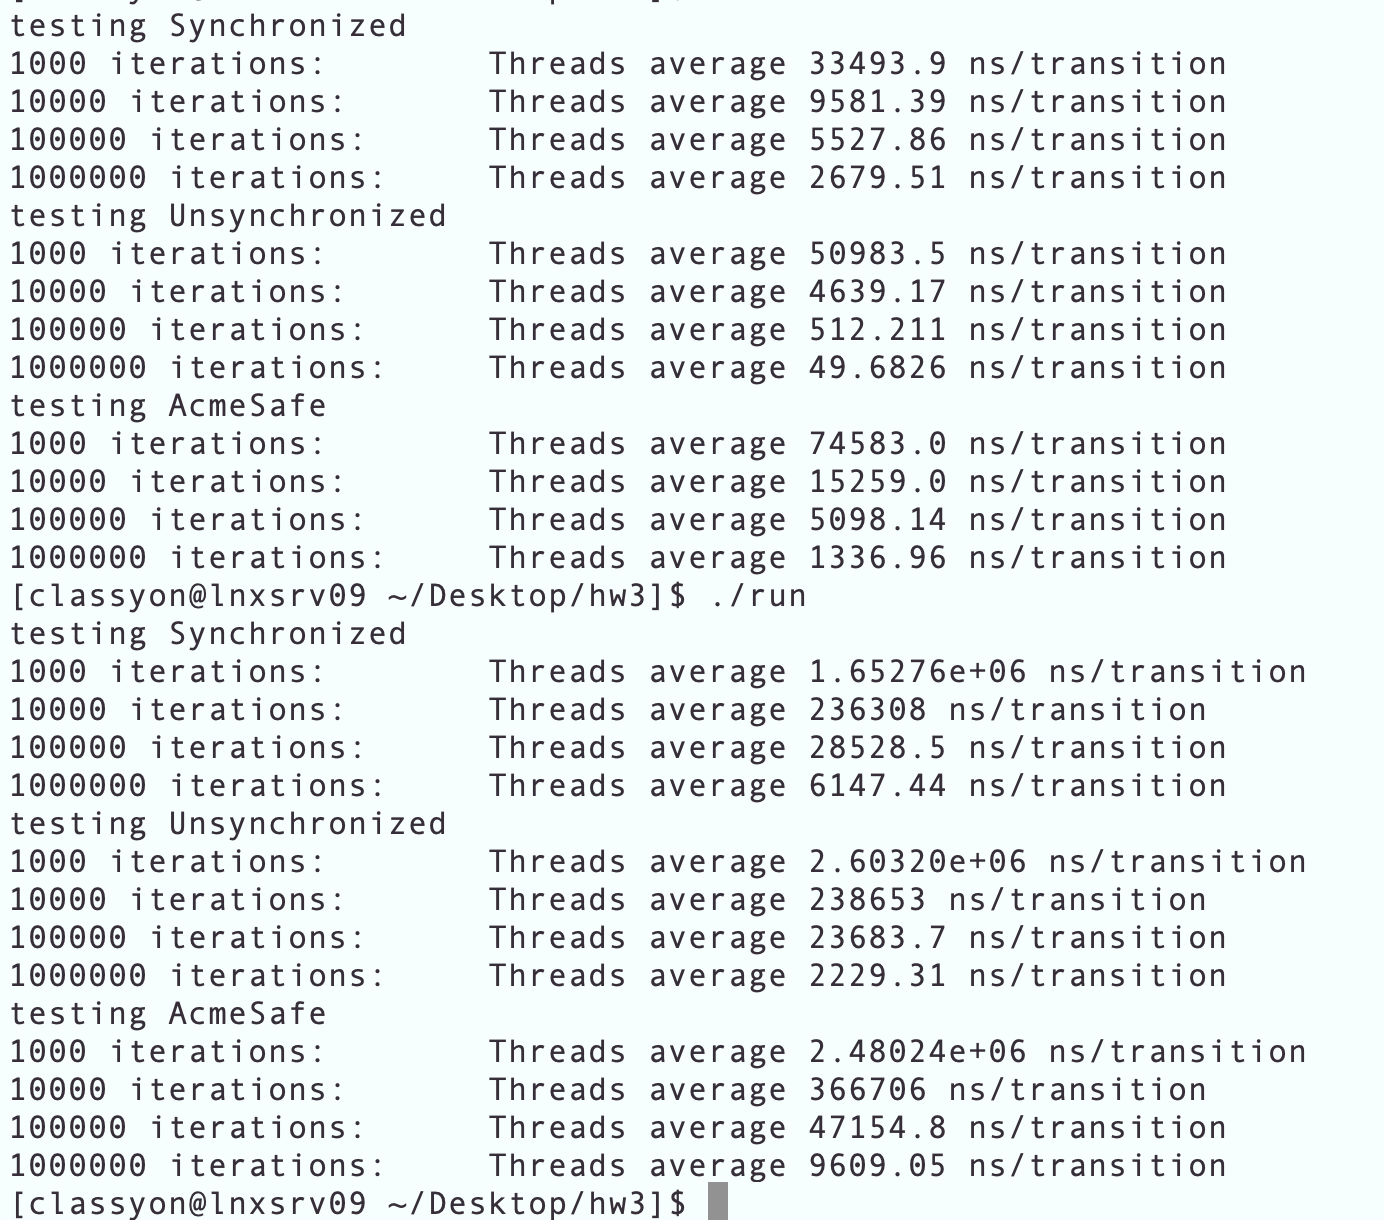 testing Synchronized
1000 iterations: Threads average 33493.9 ns/transition
10000 iterations: Threads average 9581.39 ns/transition
100000 iterations: Threads average 5527.86 ns/transition
1000000 iterations: Threads average 2679.51 ns/transition
testing Unsynchronized
1000 iterations: Threads average 50983.5 ns/transition
10000 iterations: Threads average 4639.17 ns/transition
100000 iterations: Threads average 512.211 ns/transition
1000000 iterations: Threads average 49.6826 ns/transition
testing AcmeSafe
1000 iterations: Threads average 74583.0 ns/transition
10000 iterations: Threads average 15259.0 ns/transition
100000 iterations: Threads average 5098.14 ns/transition
1000000 iterations: Threads average 1336.96 ns/transition
[classyon@lnxsrv09 ~/Desktop/hw3]$ ./run
testing Synchronized
1000 iterations: Threads average 1.65276e+06 ns/transition
10000 iterations: Threads average 236308 ns/transition
100000 iterations: Threads average 28528.5 ns/transition
1000000 iterations: Threads average 6147.44 ns/transition
testing Unsynchronized
1000 iterations: Threads average 2.60320e+06 ns/transition
10000 iterations: Threads average 238653 ns/transition
100000 iterations: Threads average 23683.7 ns/transition
1000000 iterations: Threads average 2229.31 ns/transition
testing AcmeSafe
1000 iterations: Threads average 2.48024e+06 ns/transition
10000 iterations: Threads average 366706 ns/transition
100000 iterations: Threads average 47154.8 ns/transition
1000000 iterations: Threads average 9609.05 ns/transition
[classyon@lnxsrv09 ~/Desktop/hw3]$